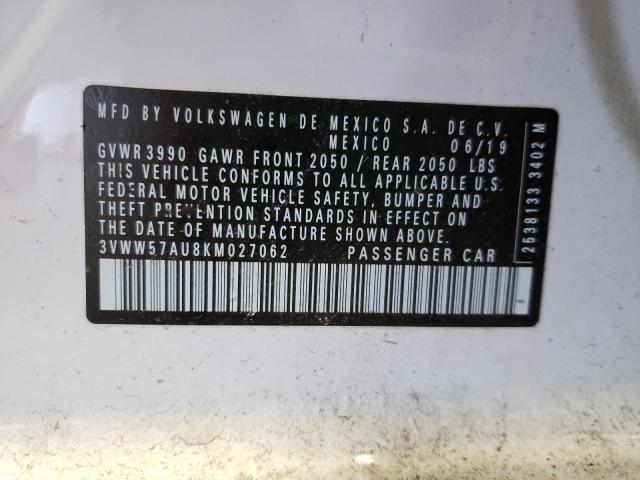 MFD BY VOLKSWAGEN DE MEXICO S.A. DE C.V.
MEXICO 06/19
GVWR 3990 GAWR FRONT 2050 / REAR 2050 LBS
THIS VEHICLE CONFORMS TO ALL APPLICABLE U.S.
FEDERAL MOTOR VEHICLE SAFETY, BUMPER AND
THEFT PREVENTION STANDARDS IN EFFECT ON
THE DATE OF MANUFACTURE SHOWN ABOVE.
3VWW57AU8KM027062 PASSENGER CAR
2538133 3402 M